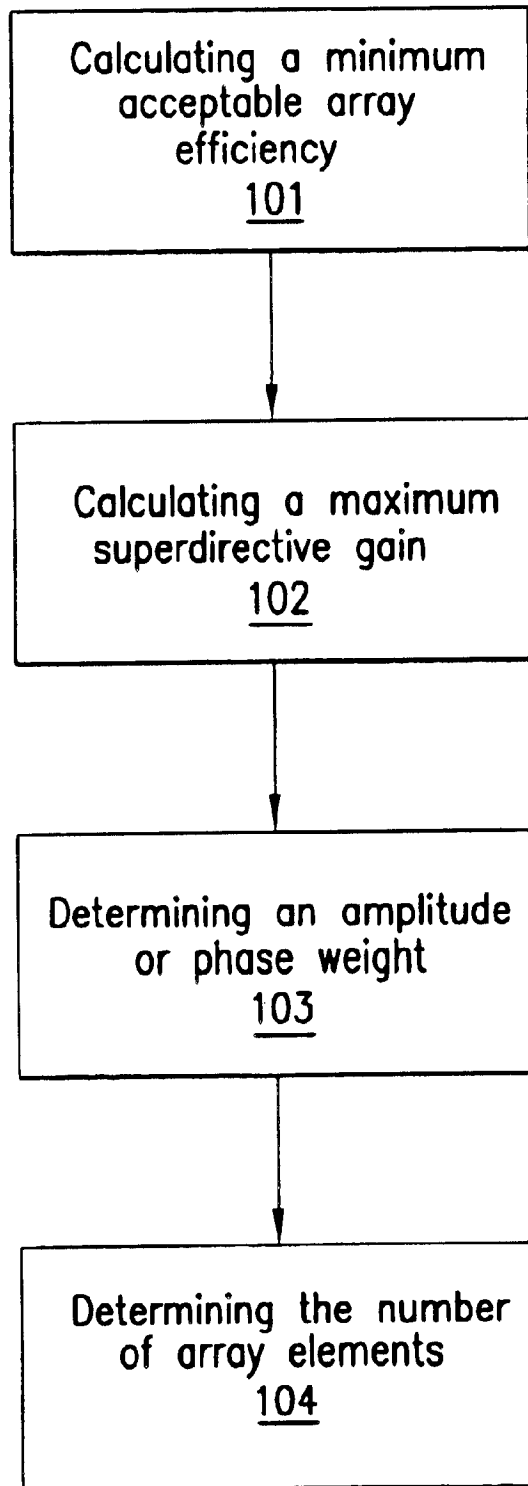 Calculating a minimum
acceptable array
efficiency
101
Calculating a maximum
superdirective gain
102
Determining an amplitude
or phase weight
103
Determining the number
of array elements
104